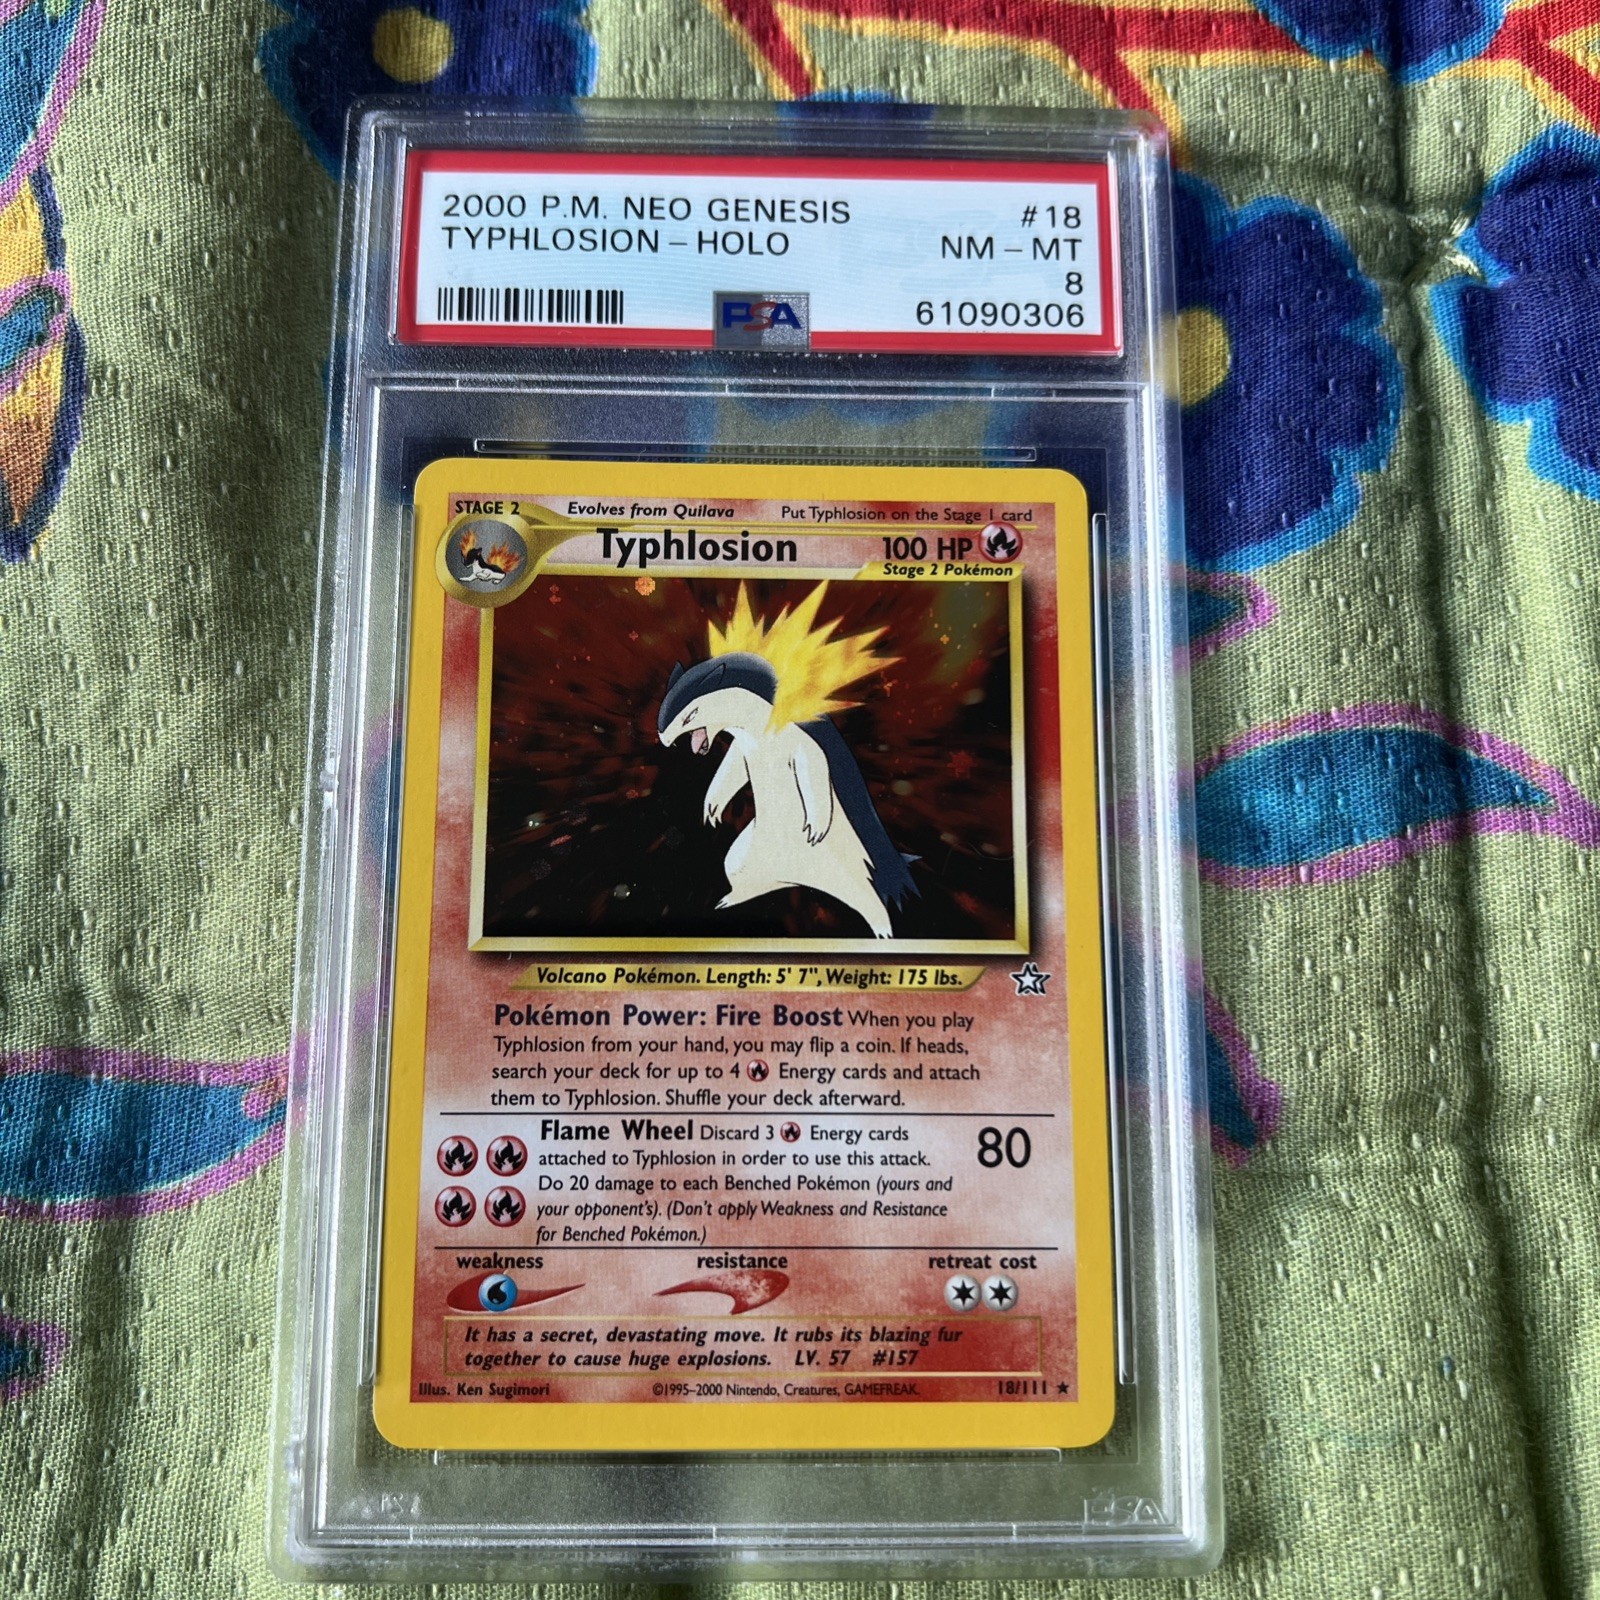 2000 P.M. NEO GENESIS #18
TYPHLOSION - HOLO NM - MT
8
PSA 61090306
STAGE 2 Evolves from Quilava Put Typhlosion on the Stage 1 card
Typhlosion 100 HP
Stage 2 Pokémon
Volcano Pokémon. Length: 5' 7", Weight: 175 lbs.
Pokémon Power: Fire Boost When you play
Typhlosion from your hand, you may flip a coin. If heads,
search your deck for up to 4 Energy cards and attach
them to Typhlosion. Shuffle your deck afterward.
Flame Wheel Discard 3 Energy cards 80
attached to Typhlosion in order to use this attack.
Do 20 damage to each Benched Pokémon (yours and
your opponent's). (Don't apply Weakness and Resistance
for Benched Pokémon.)
weakness resistance retreat cost
It has a secret, devastating move. It rubs its blazing fur
together to cause huge explosions. LV. 57 #157
Illus. Ken Sugimori ©1995-2000 Nintendo, Creatures, GAMEFREAK. 18/111 ★
PSA